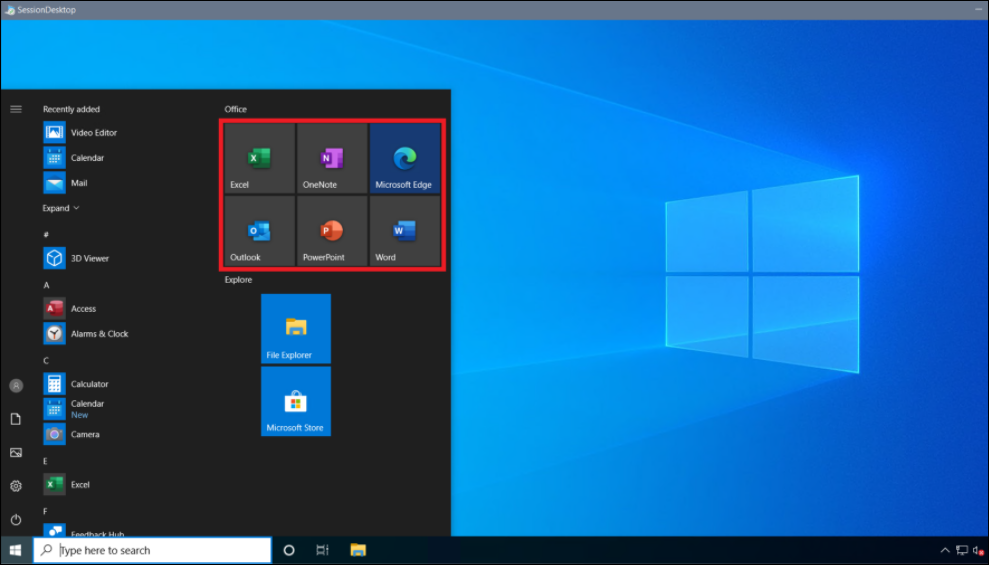 SessionDesktop
Recently added
Video Editor
Calendar
Mail
Expand
#
3D Viewer
A
Access
Alarms & Clock
C
Calculator
Calendar
New
Camera
E
Excel
F
Feedback Hub
Office
Excel
OneNote
Microsoft Edge
Outlook
PowerPoint
Word
Explore
File Explorer
Microsoft Store
Type here to search